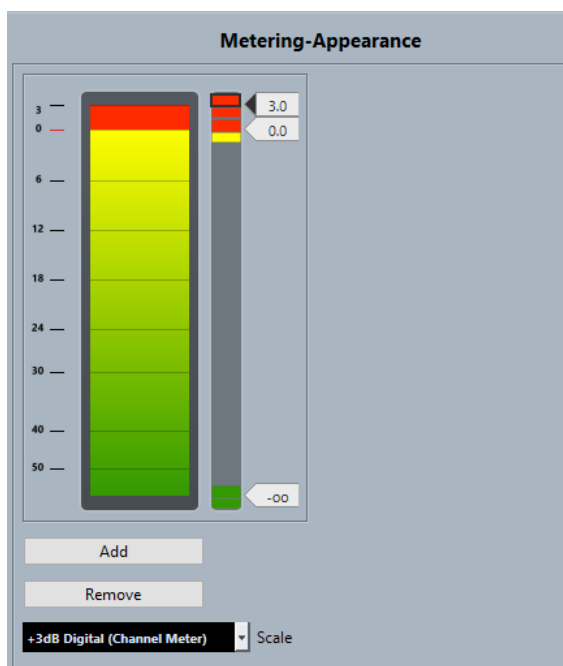 Metering-Appearance
3
3.0
0
0.0
6
12
18
24
30
40
50
-oo
Add
Remove
+3dB Digital (Channel Meter)
Scale